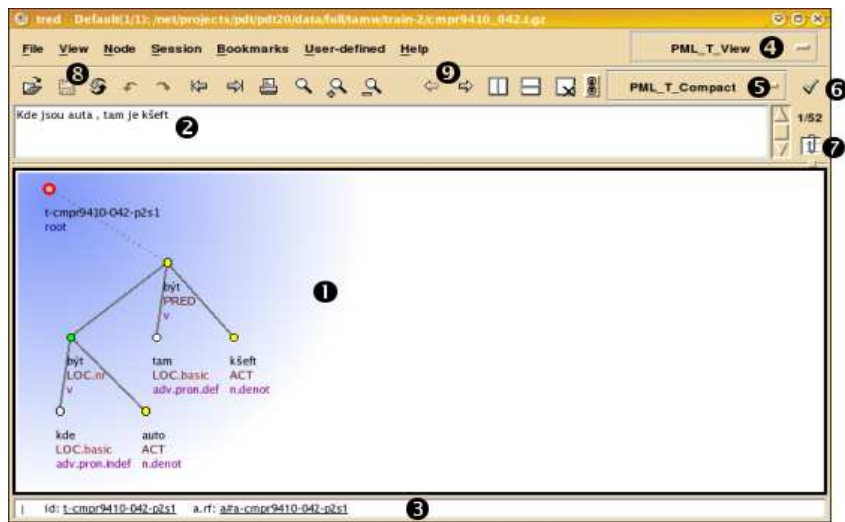 tred Default(1/1): /net/projects/pdt/pdt20/data/full/tamw/train-2/cmpr9410_042.t.gz
File View Node Session Bookmarks User-defined Help
PML_T_View 4
8
9
PML_T_Compact 5
6
Kde jsou auta , tam je kšeft
2
1/52
7
t-cmpr9410-042-p2s1
root
1
být
PRED
v
být
LOC.nr
v
tam
LOC.basic
adv.pron.def
kšeft
ACT
n.denot
kde
LOC.basic
adv.pron.indef
auto
ACT
n.denot
id: t-cmpr9410-042-p2s1 a.rf: a#a-cmpr9410-042-p2s1 3